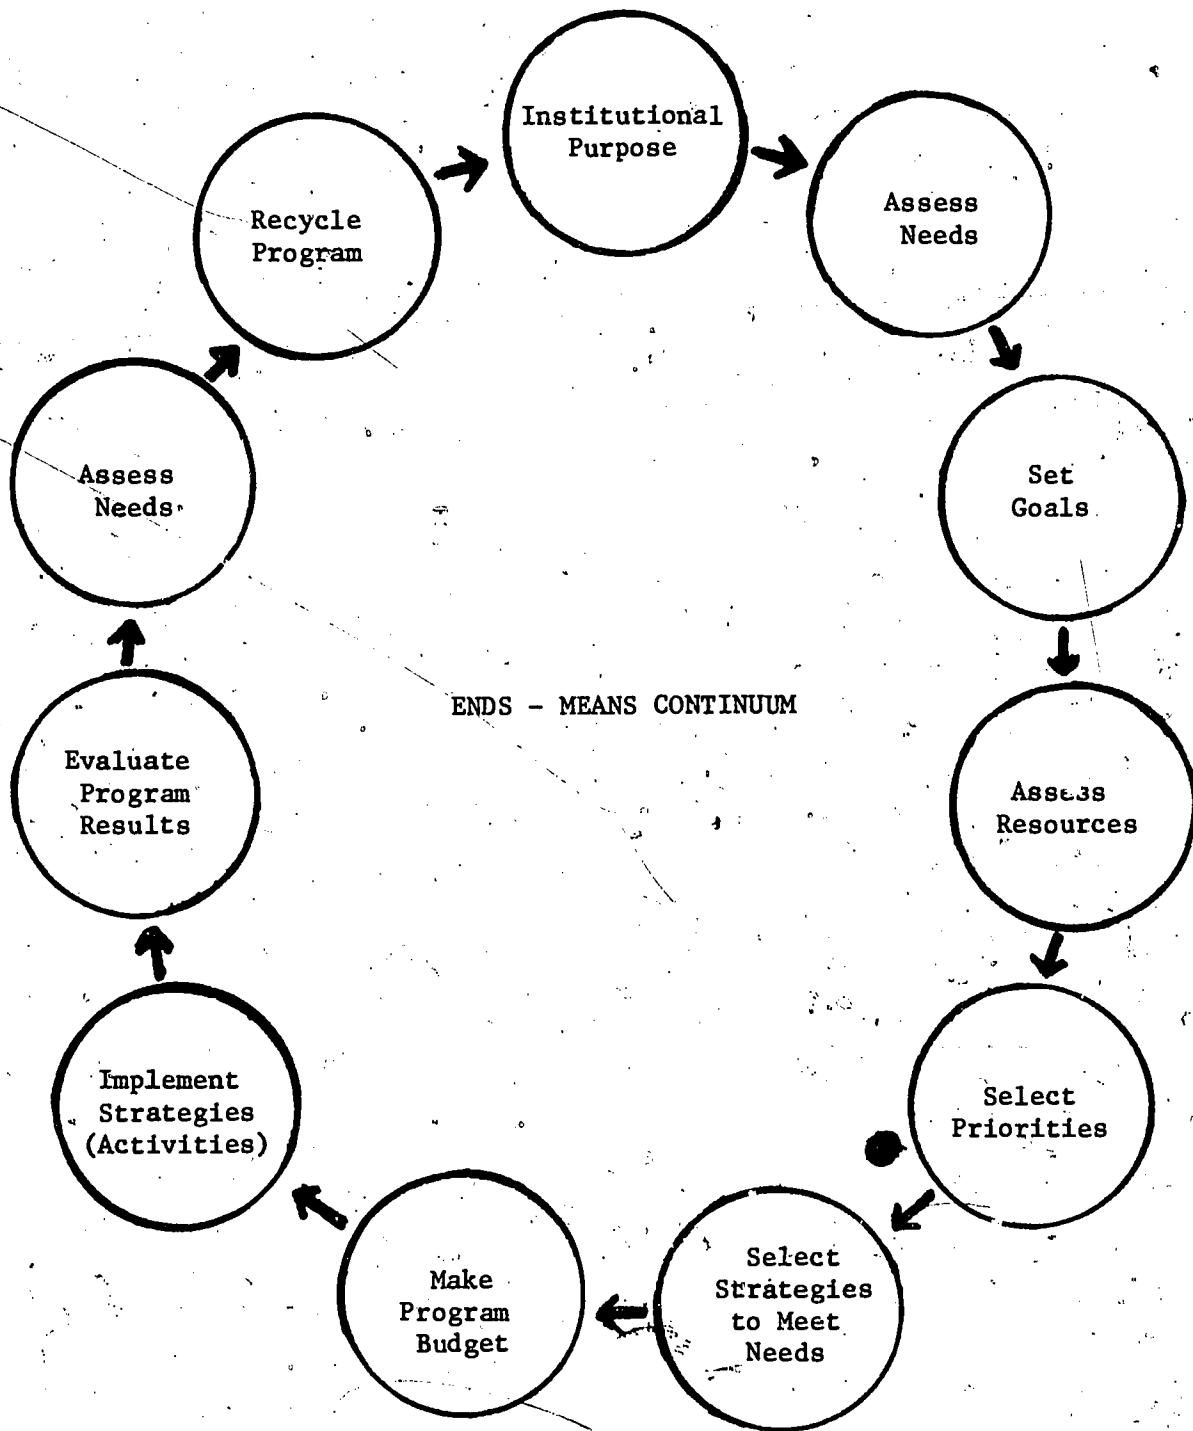 Institutional
Purpose
Assess
Needs
Set
Goals
Assess
Resources
Select
Priorities
Select
Strategies
to Meet
Needs
Make
Program
Budget
Implement
Strategies
(Activities)
Evaluate
Program
Results
Assess
Needs
Recycle
Program
ENDS - MEANS CONTINUUM